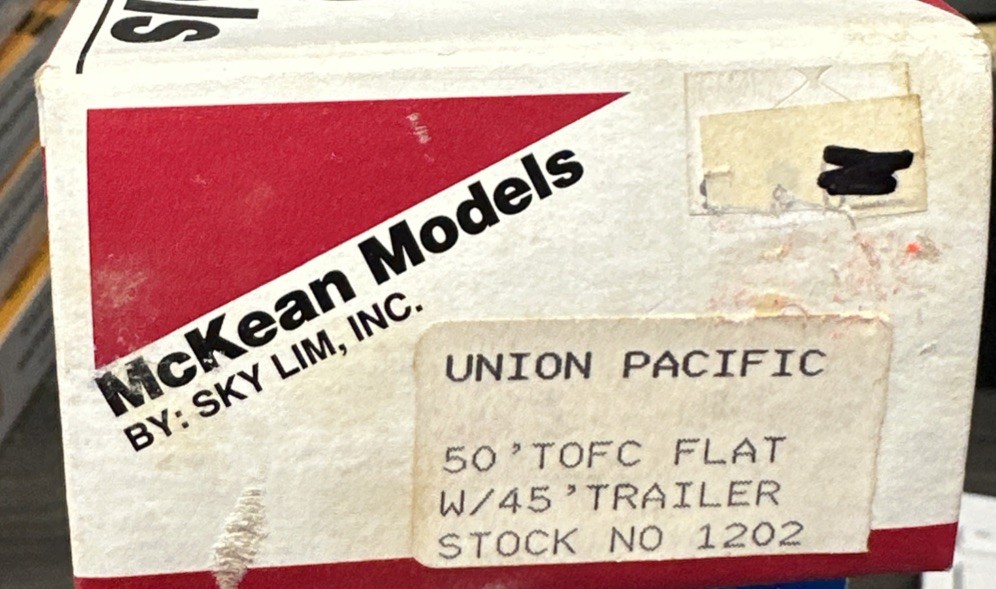 McKean Models
BY: SKY LIM, INC.
UNION PACIFIC
50'TOFC FLAT
W/45'TRAILER
STOCK NO 1202